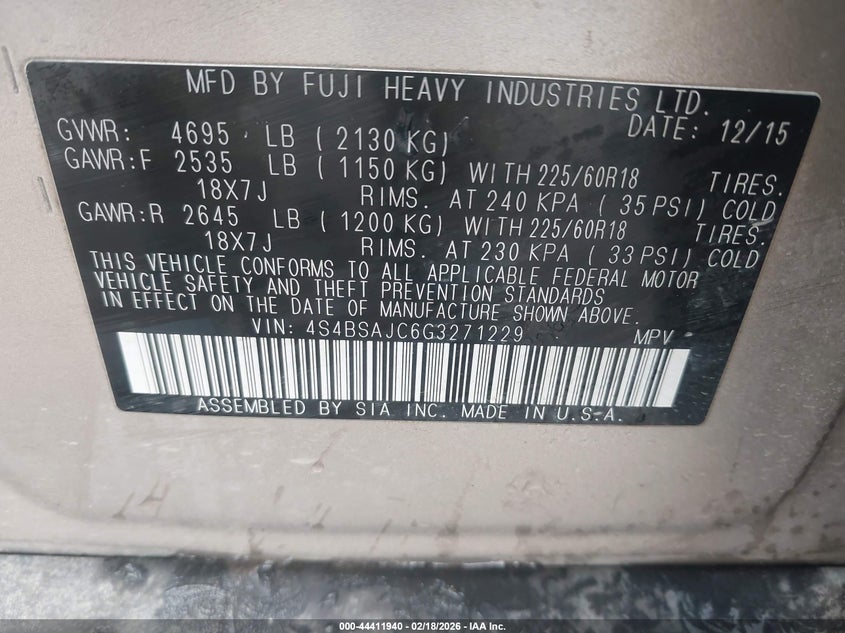 MFD BY FUJI HEAVY INDUSTRIES LTD.
DATE: 12/15
GVWR: 4695 LB ( 2130 KG)
GAWR:F 2535 LB ( 1150 KG) WITH 225/60R18 TIRES.
18X7J RIMS. AT 240 KPA ( 35 PSI) COLD
GAWR:R 2645 LB ( 1200 KG) WITH 225/60R18 TIRES.
18X7J RIMS. AT 230 KPA ( 33 PSI) COLD
THIS VEHICLE CONFORMS TO ALL APPLICABLE FEDERAL MOTOR
VEHICLE SAFETY AND THEFT PREVENTION STANDARDS
IN EFFECT ON THE DATE OF MANUFACTURE SHOWN ABOVE.
VIN: 4S4BSAJC6G3271229 MPV
ASSEMBLED BY SIA INC. MADE IN U.S.A.
000-44411940 - 02/18/2026 - IAA Inc.